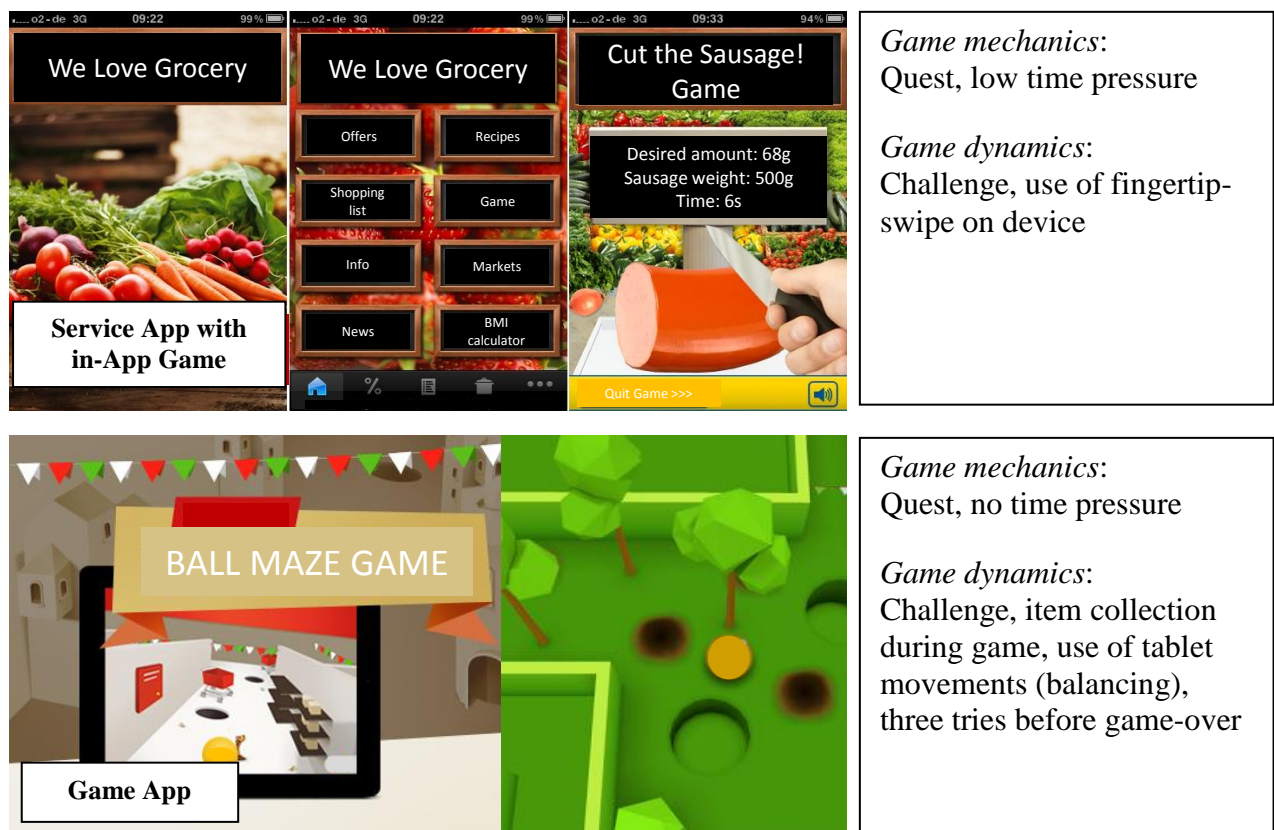 .....o2-de 3G 09:22 99%
We Love Grocery
Service App with
in-App Game
.....o2-de 3G 09:22 99%
We Love Grocery
Offers
Recipes
Shopping
list
Game
Info
Markets
News
BMI
calculator
%
.....o2-de 3G 09:33 94%
Cut the Sausage!
Game
Desired amount: 68g
Sausage weight: 500g
Time: 6s
Quit Game >>>
Game mechanics:
Quest, low time pressure
Game dynamics:
Challenge, use of fingertip-
swipe on device
BALL MAZE GAME
Game App
Game mechanics:
Quest, no time pressure
Game dynamics:
Challenge, item collection
during game, use of tablet
movements (balancing),
three tries before game-over